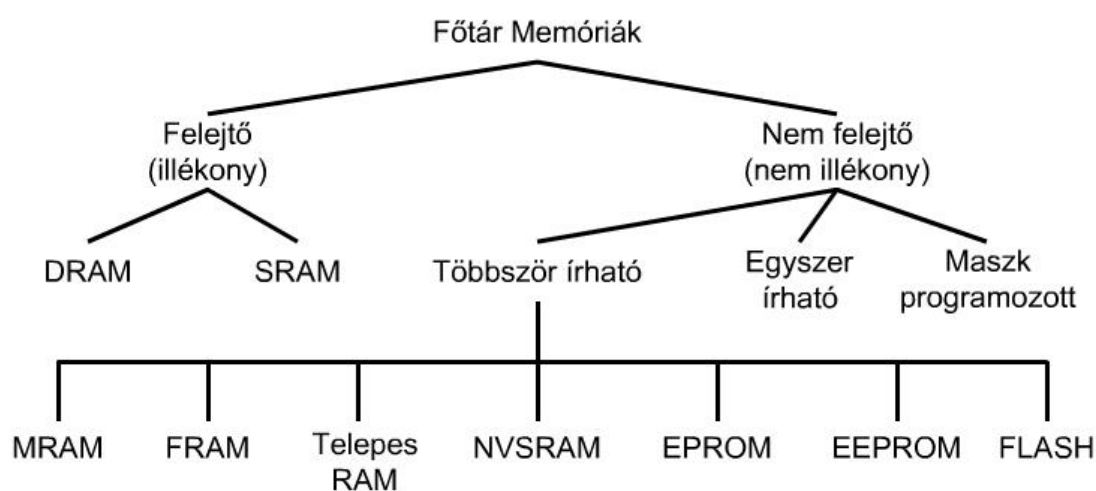 Főtár Memóriák
Felejtő
(illékony)
Nem felejtő
(nem illékony)
DRAM
SRAM
Többször írható
Egyszer
írható
Maszk
programozott
MRAM
FRAM
Telepes
RAM
NVSRAM
EPROM
EEPROM
FLASH